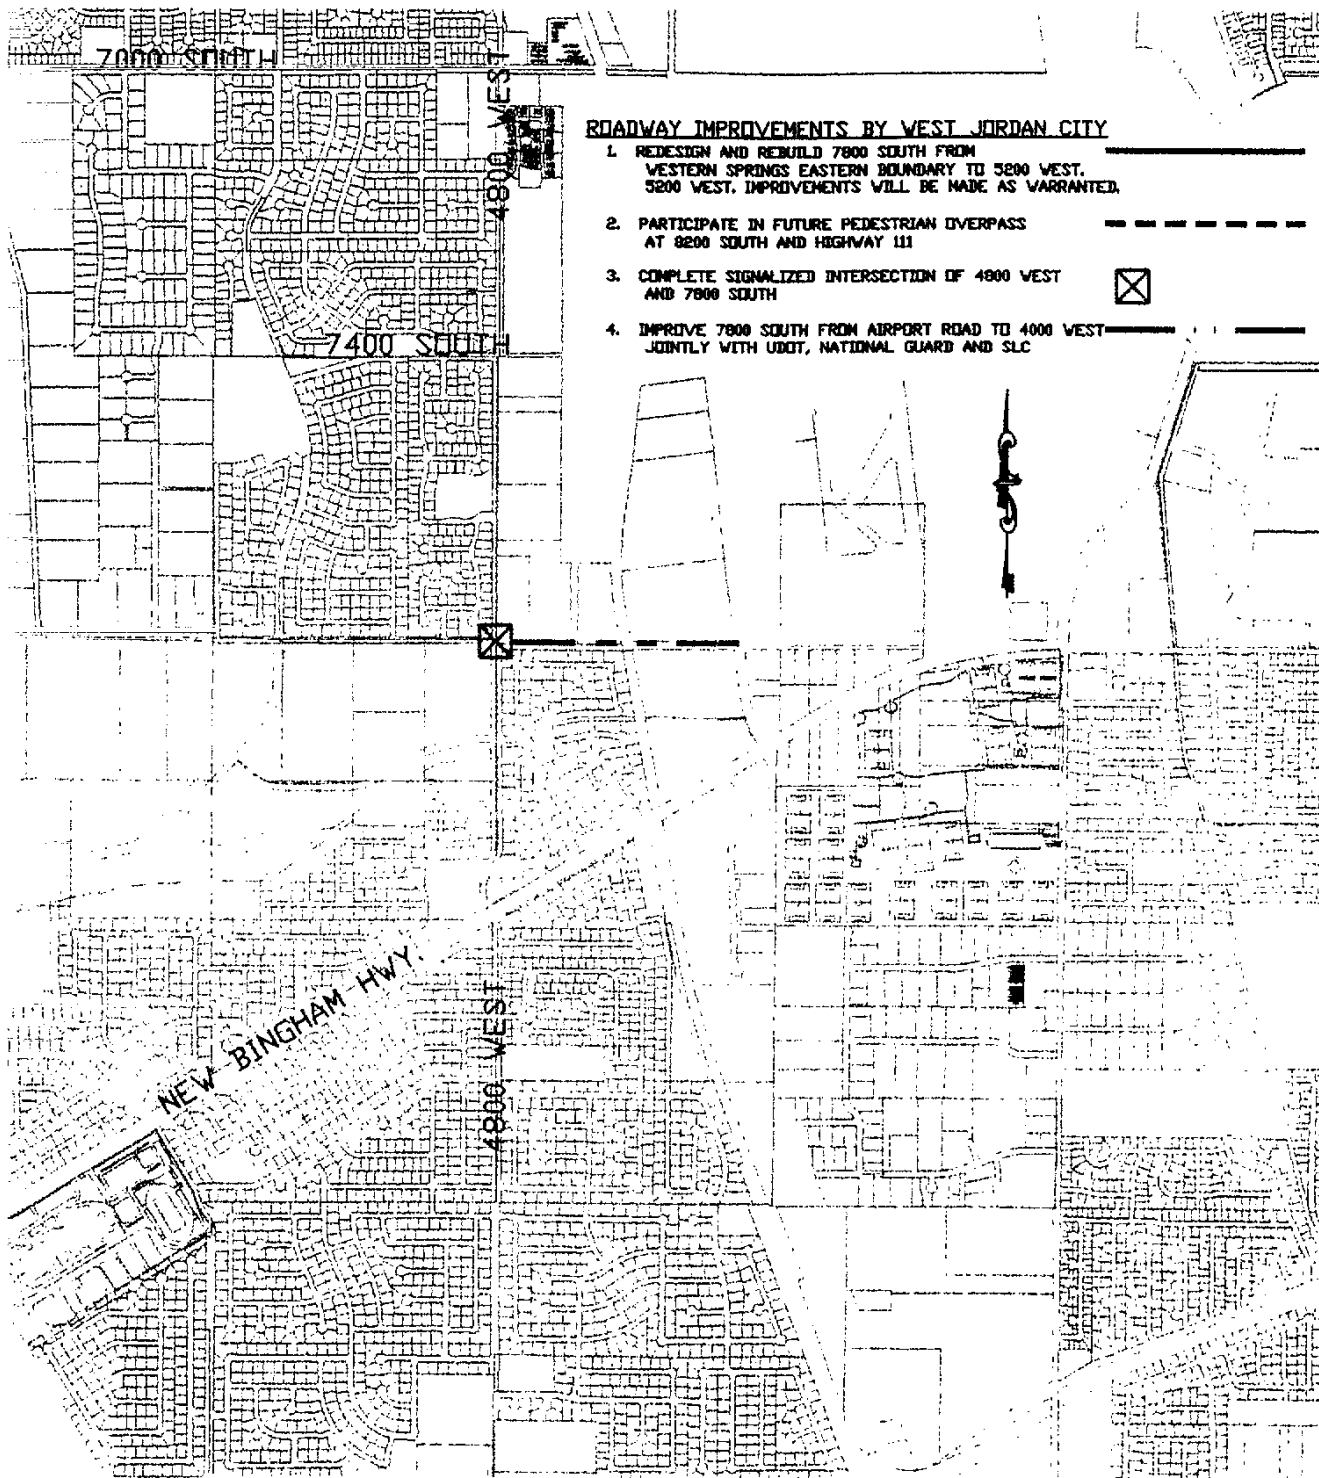 7000 SOUTH
4800 WEST
ROADWAY IMPROVEMENTS BY WEST JORDAN CITY
1. REDESIGN AND REBUILD 7800 SOUTH FROM
WESTERN SPRINGS EASTERN BOUNDARY TO 5200 WEST.
5200 WEST. IMPROVEMENTS WILL BE MADE AS WARRANTED.
2. PARTICIPATE IN FUTURE PEDESTRIAN OVERPASS
AT 8200 SOUTH AND HIGHWAY 111
3. COMPLETE SIGNALIZED INTERSECTION OF 4800 WEST
AND 7800 SOUTH
4. IMPROVE 7800 SOUTH FROM AIRPORT ROAD TO 4000 WEST
JOINTLY WITH UDOT, NATIONAL GUARD AND SLC
7400 SOUTH
NEW BINGHAM HWY.
4800 WEST